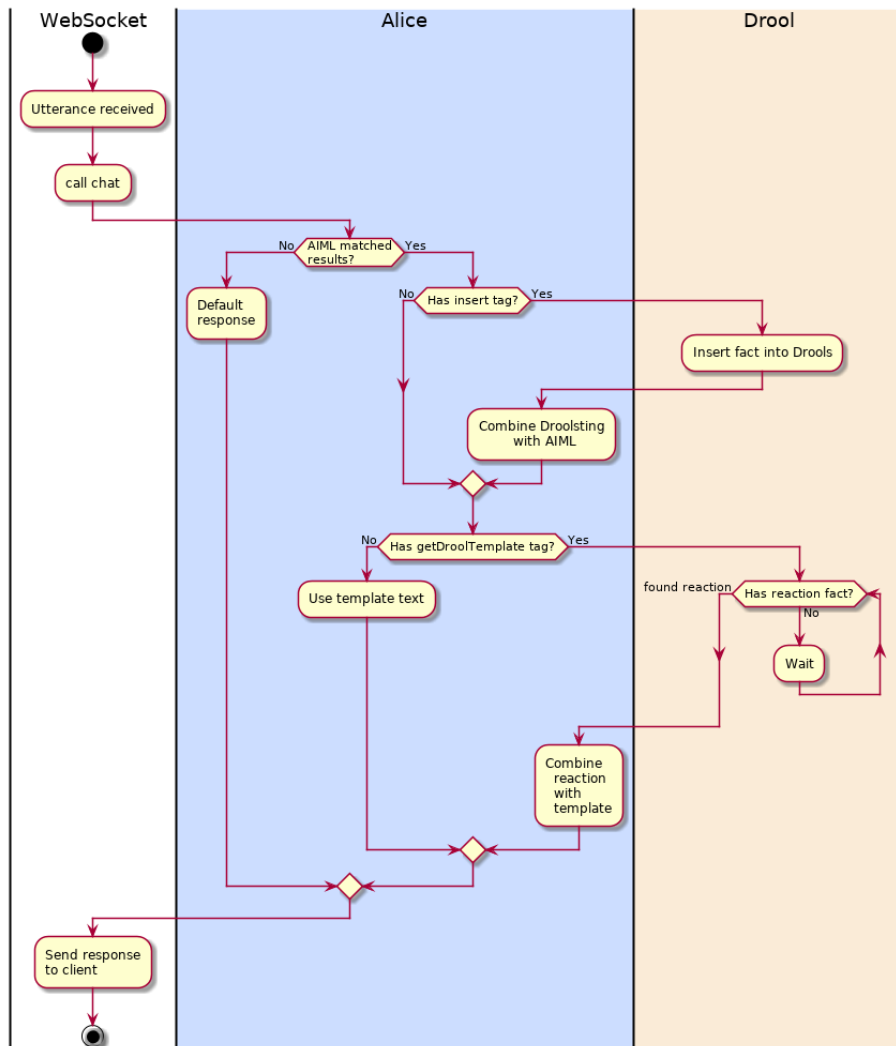 WebSocket
Alice
Drool
Utterance received
call chat
No
AIML matched
results?
Yes
Default
response
No
Has insert tag?
Yes
Insert fact into Drools
Combine Droolsting
with AIML
No
Has getDroolTemplate tag?
Yes
Use template text
found reaction
Has reaction fact?
No
Wait
Combine
reaction
with
template
Send response
to client